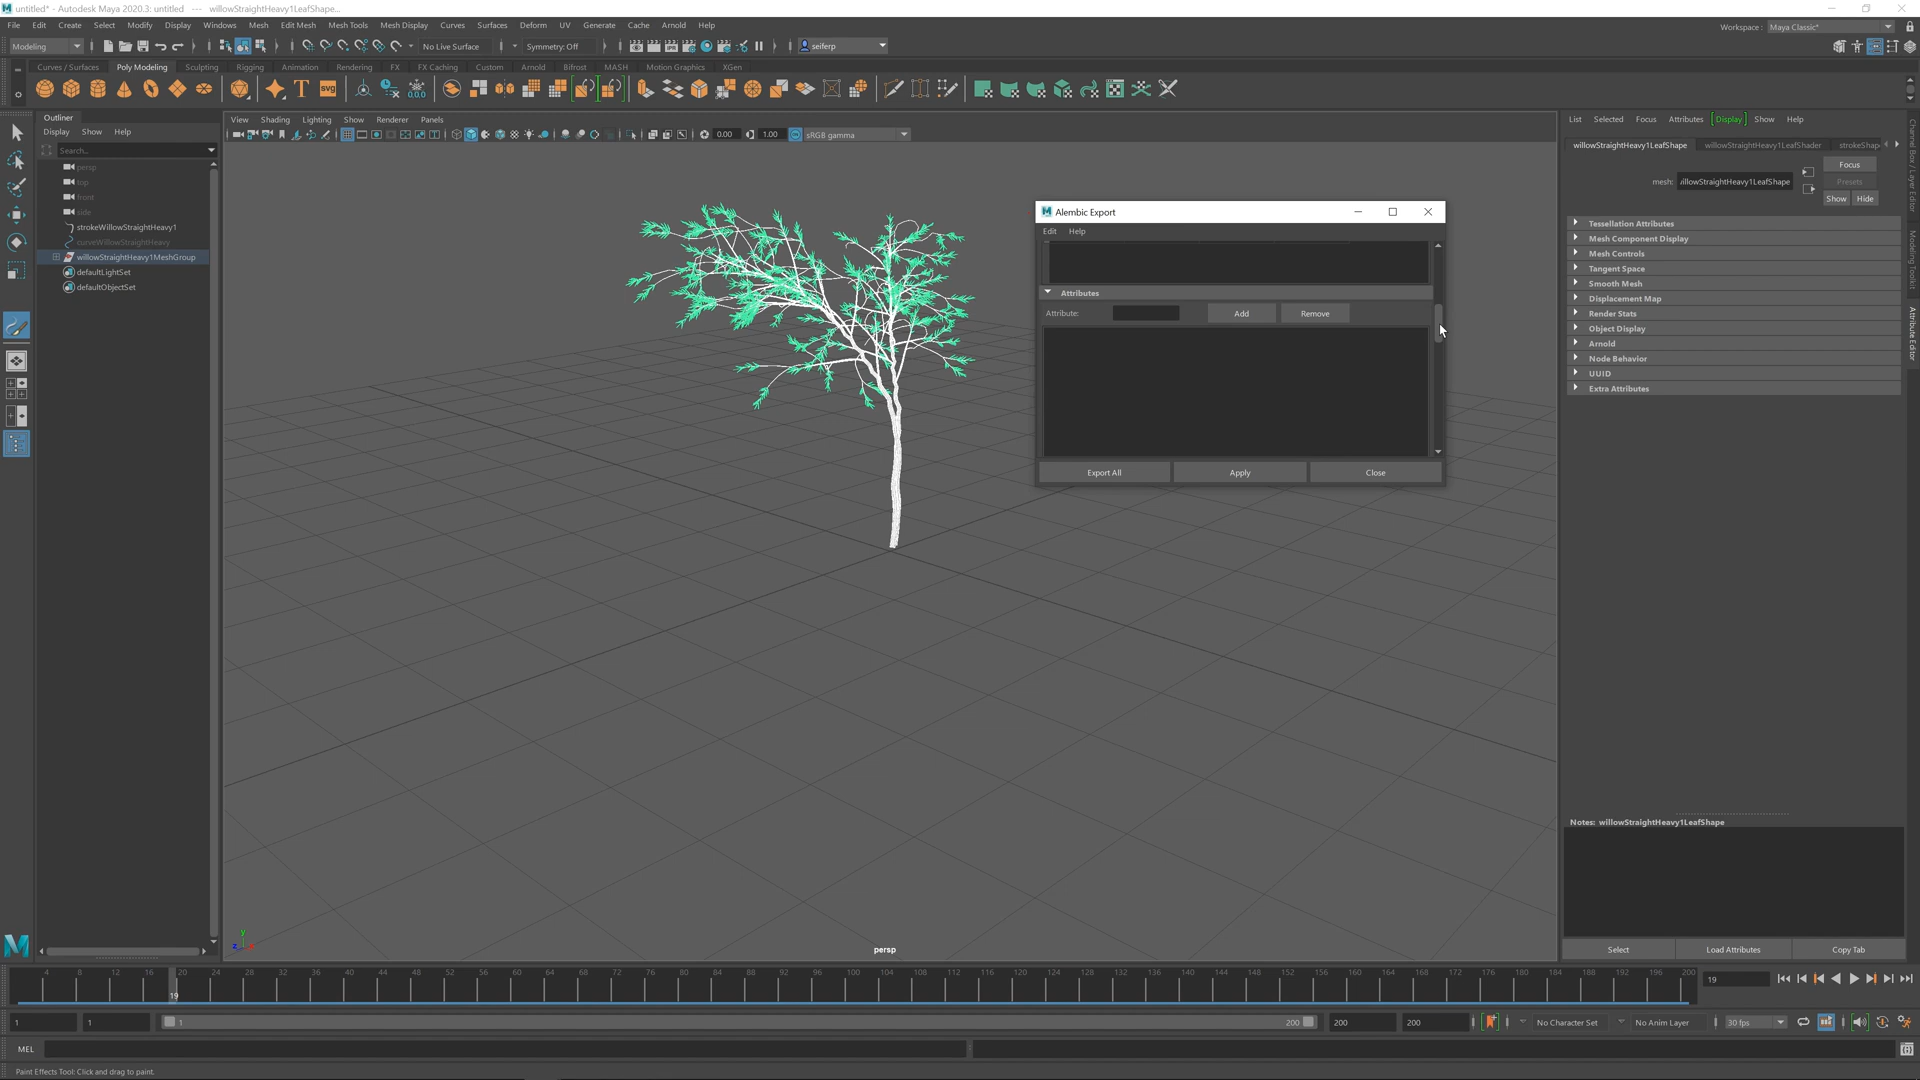 untitled* - Autodesk Maya 2020.3: untitled --- willowStraightHeavy1LeafShape...
File Edit Create Select Modify Display Windows Mesh Edit Mesh Mesh Tools Mesh Display Curves Surfaces Deform UV Generate Cache Arnold Help
Workspace: Maya Classic*
Modeling No Live Surface Symmetry: Off seiferp
Curves / Surfaces Poly Modeling Sculpting Rigging Animation Rendering FX FX Caching Custom Arnold Bifrost MASH Motion Graphics XGen
SVG
Outliner
Display Show Help
Search...
persp
top
front
side
strokeWillowStraightHeavy1
curveWillowStraightHeavy
willowStraightHeavy1MeshGroup
defaultLightSet
defaultObjectSet
View Shading Lighting Show Renderer Panels
0.00 1.00 sRGB gamma
Alembic Export
Edit Help
Attributes
Attribute: Add Remove
Export All Apply Close
persp
y
z
List Selected Focus Attributes Display Show Help
willowStraightHeavy1LeafShape willowStraightHeavy1LeafShader strokeShap
Focus
mesh: illowStraightHeavy1LeafShape Presets
Show Hide
Tessellation Attributes
Mesh Component Display
Mesh Controls
Tangent Space
Smooth Mesh
Displacement Map
Render Stats
Object Display
Arnold
Node Behavior
UUID
Extra Attributes
Notes: willowStraightHeavy1LeafShape
Select Load Attributes Copy Tab
Channel Box / Layer Editor
Modeling Toolkit
Attribute Editor
4 8 12 16 20 24 28 32 36 40 44 48 52 56 60 64 68 72 76 80 84 88 92 96 100 104 108 112 116 120 124 128 132 136 140 144 148 152 156 160 164 168 172 176 180 184 188 192 196 200
19
19
1 1 1 200 200 200 No Character Set No Anim Layer 30 fps
MEL
Paint Effects Tool: Click and drag to paint.